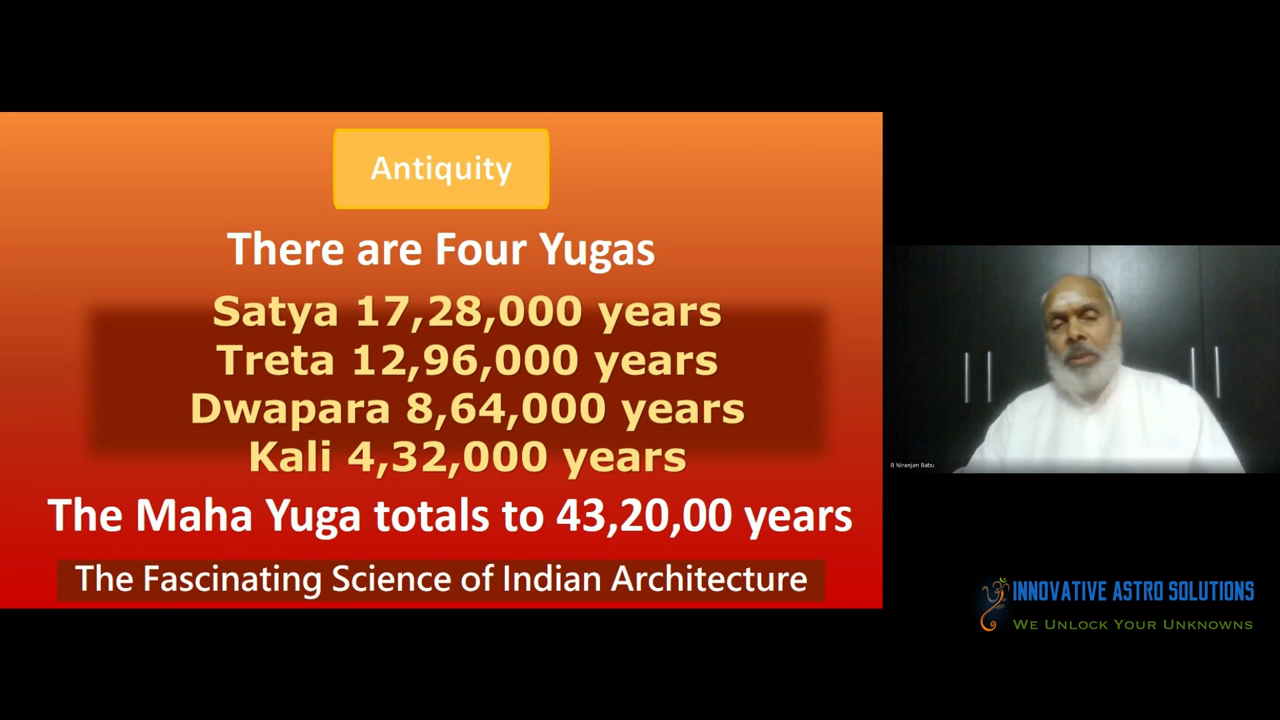 Antiquity
There are Four Yugas
Satya 17,28,000 years
Treta 12,96,000 years
Dwapara 8,64,000 years
Kali 4,32,000 years
The Maha Yuga totals to 43,20,00 years
The Fascinating Science of Indian Architecture
B Niranjan Babu
INNOVATIVE ASTRO SOLUTIONS
WE UNLOCK YOUR UNKNOWNS